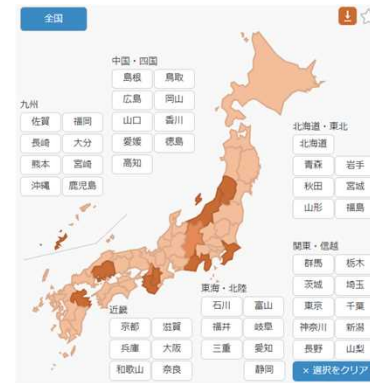 全国
中国・四国
島根 鳥取
広島 岡山
山口 香川
愛媛 徳島
高知
九州
佐賀 福岡
長崎 大分
熊本 宮崎
沖縄 鹿児島
北海道・東北
北海道
青森 岩手
秋田 宮城
山形 福島
関東・信越
群馬 栃木
茨城 埼玉
東京 千葉
神奈川 新潟
長野 山梨
東海・北陸
石川 富山
福井 岐阜
三重 愛知
静岡
近畿
京都 滋賀
兵庫 大阪
和歌山 奈良
× 選択をクリア